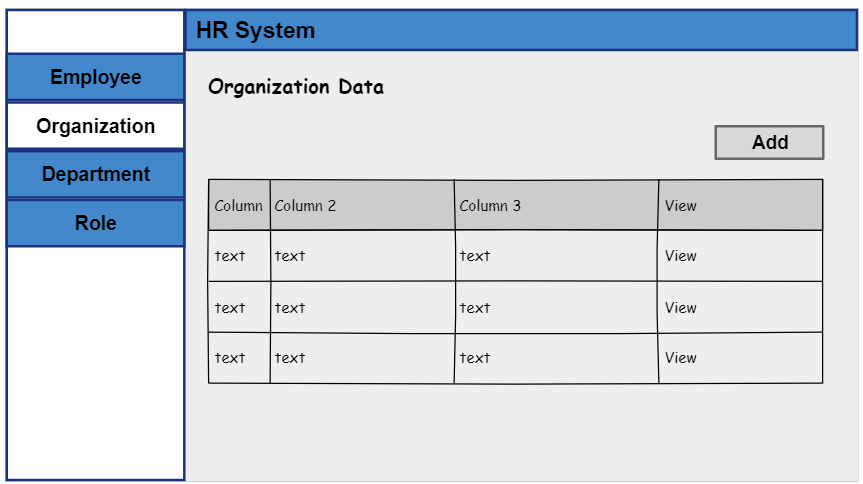 HR System
Employee
Organization
Department
Role
Organization Data
Add
Column Column 2 Column 3 View
text text text View
text text text View
text text text View